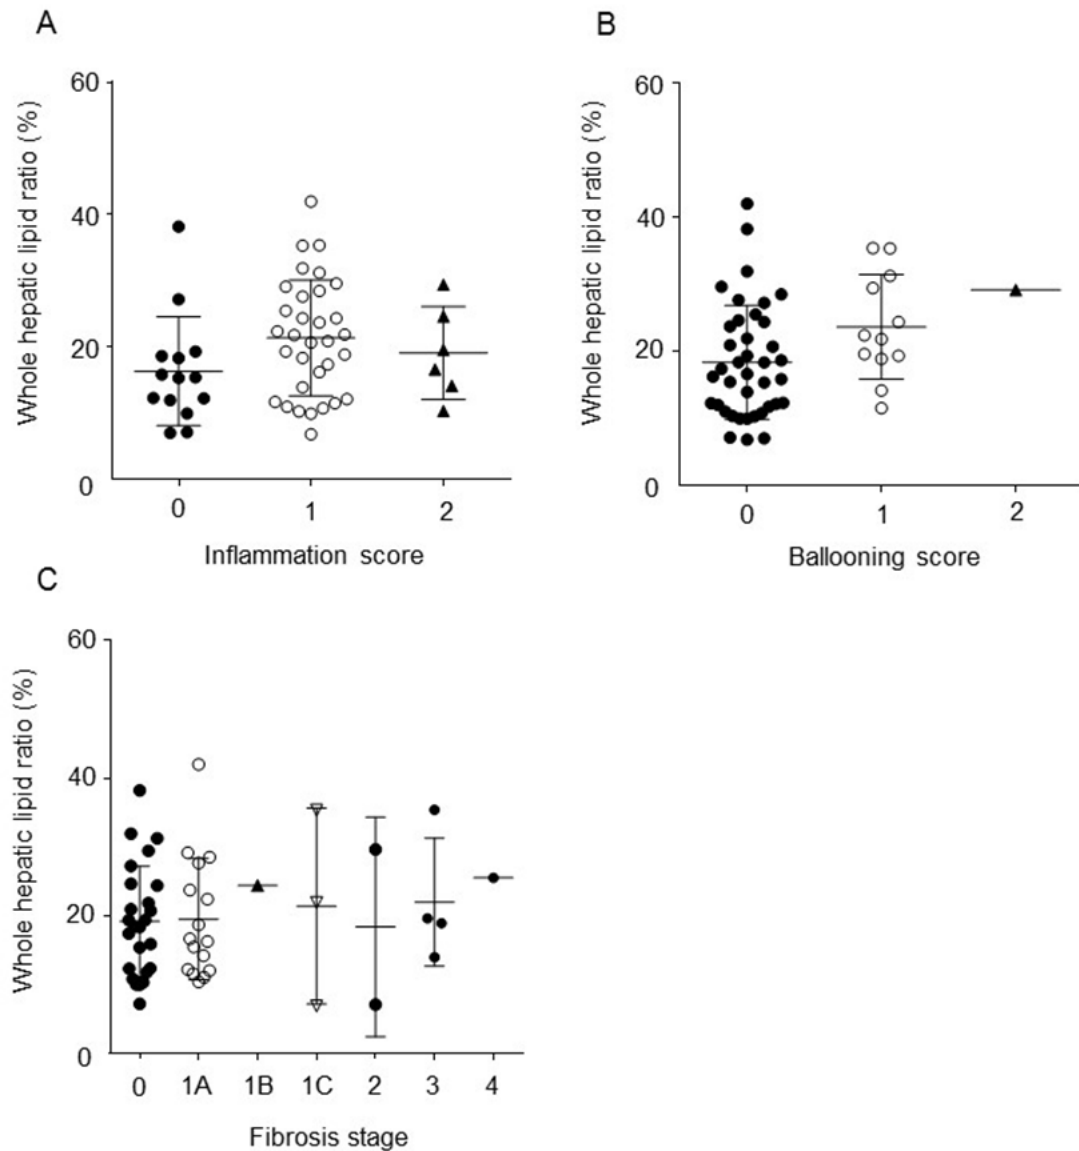 A
Whole hepatic lipid ratio (%)
60
40
20
0
0 1 2
Inflammation score
B
Whole hepatic lipid ratio (%)
60
40
20
0
0 1 2
Ballooning score
C
Whole hepatic lipid ratio (%)
60
40
20
0
0 1A 1B 1C 2 3 4
Fibrosis stage